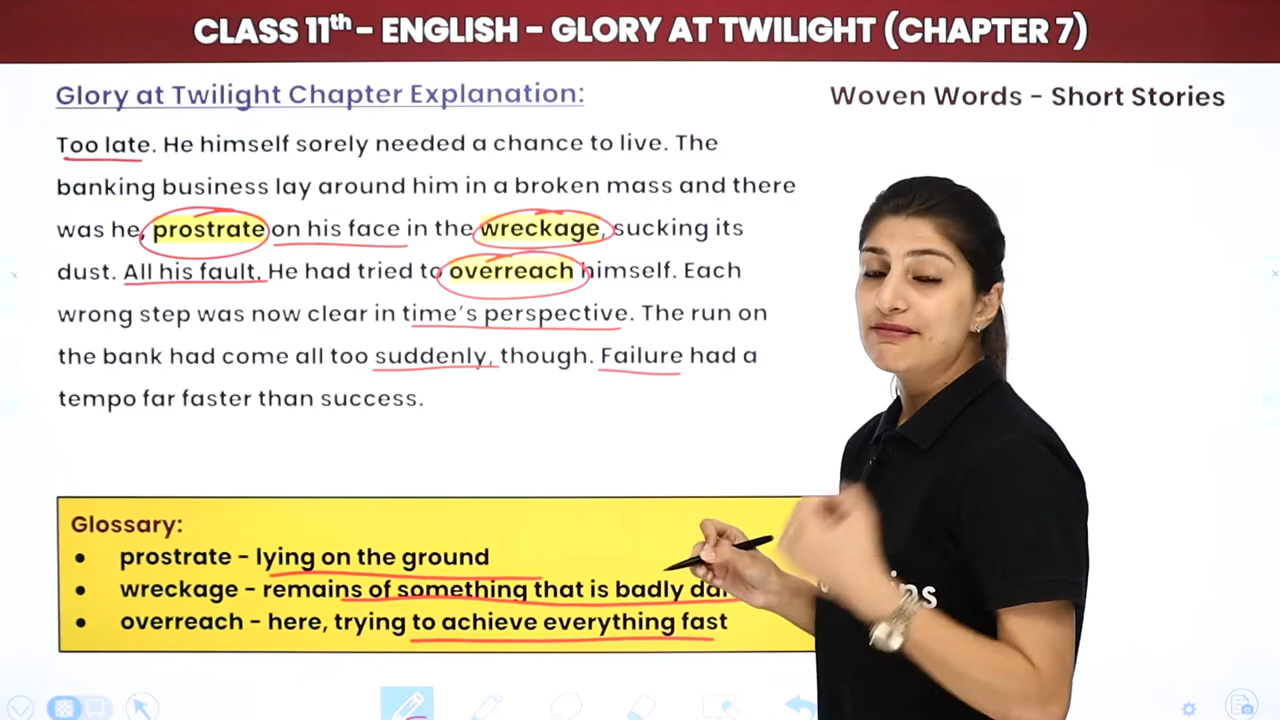 CLASS 11th - ENGLISH - GLORY AT TWILIGHT (CHAPTER 7)
Glory at Twilight Chapter Explanation:
Woven Words - Short Stories
Too late. He himself sorely needed a chance to live. The
banking business lay around him in a broken mass and there
was he, prostrate on his face in the wreckage, sucking its
dust. All his fault. He had tried to overreach himself. Each
wrong step was now clear in time's perspective. The run on
the bank had come all too suddenly, though. Failure had a
tempo far faster than success.
Glossary:
• prostrate - lying on the ground
• wreckage - remains of something that is badly
• overreach - here, trying to achieve everything fast